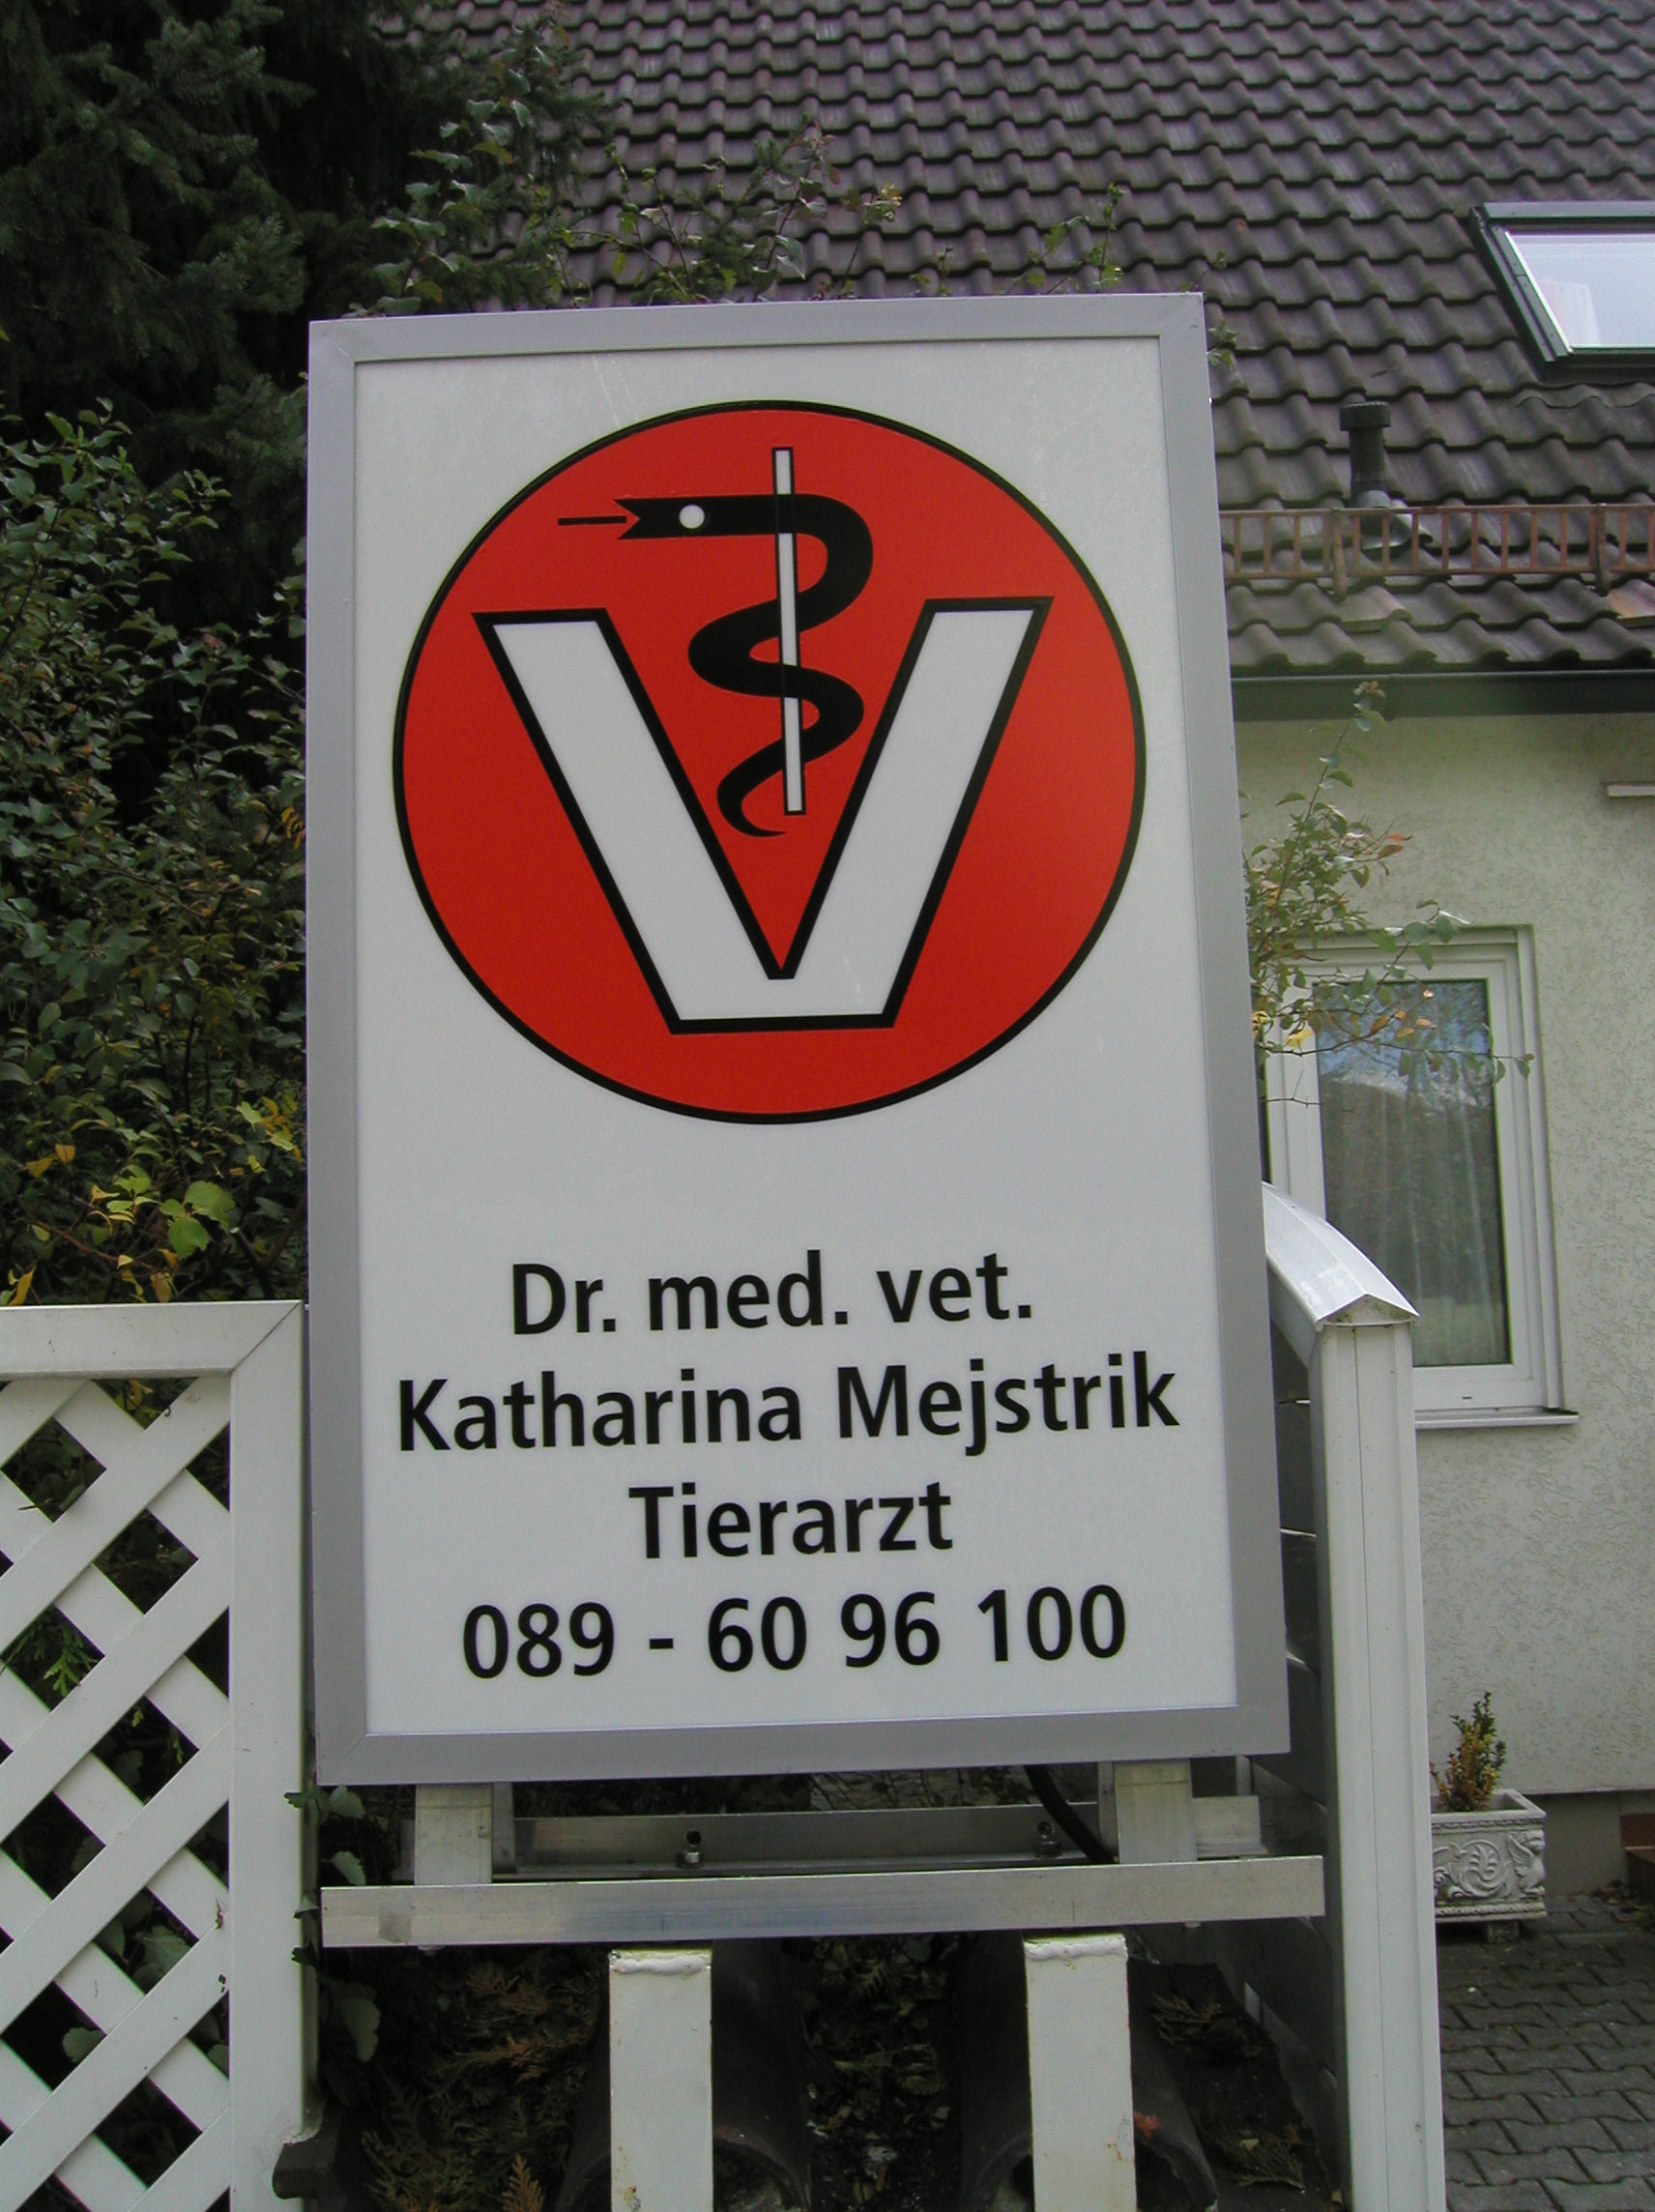 V
Dr. med. vet.
Katharina Mejstrik
Tierarzt
089 - 60 96 100